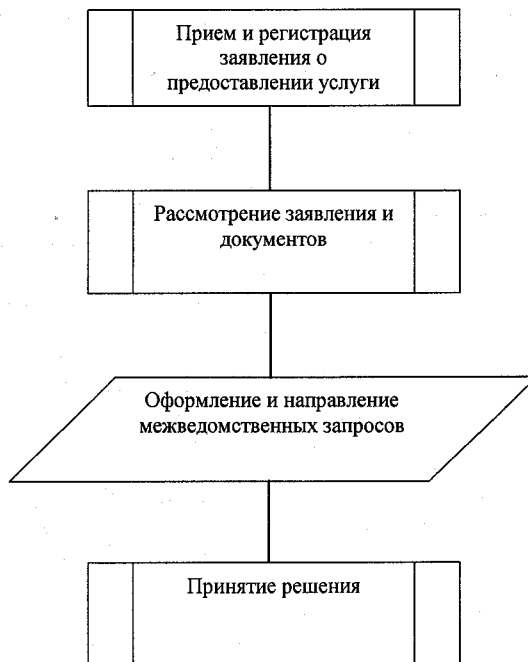 Прием и регистрация
заявления о
предоставлении услуги
Рассмотрение заявления и
документов
Оформление и направление
межведомственных запросов
Принятие решения